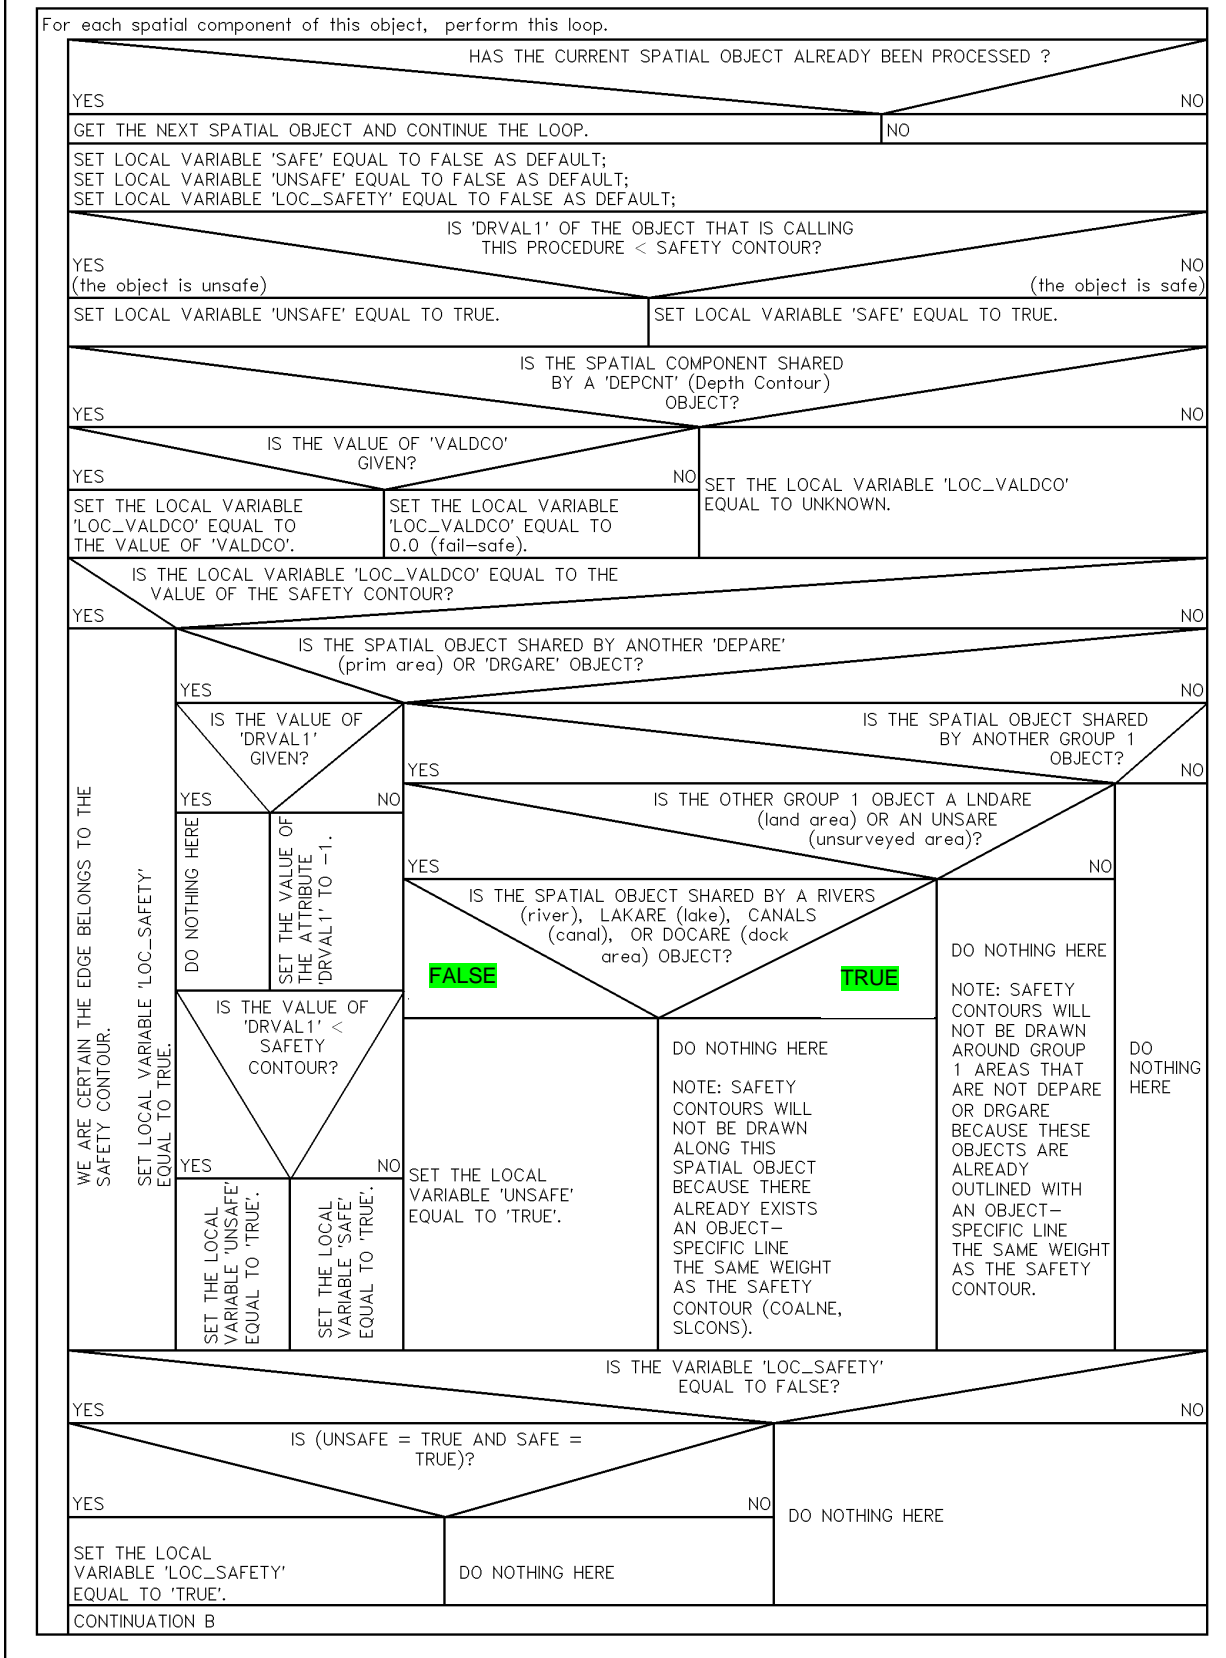 For each spatial component of this object, perform this loop.
HAS THE CURRENT SPATIAL OBJECT ALREADY BEEN PROCESSED ?
YES
NO
GET THE NEXT SPATIAL OBJECT AND CONTINUE THE LOOP.
NO
SET LOCAL VARIABLE 'SAFE' EQUAL TO FALSE AS DEFAULT;
SET LOCAL VARIABLE 'UNSAFE' EQUAL TO FALSE AS DEFAULT;
SET LOCAL VARIABLE 'LOC_SAFETY' EQUAL TO FALSE AS DEFAULT;
IS 'DRVAL1' OF THE OBJECT THAT IS CALLING
THIS PROCEDURE < SAFETY CONTOUR?
YES
(the object is unsafe)
NO
(the object is safe)
SET LOCAL VARIABLE 'UNSAFE' EQUAL TO TRUE.
SET LOCAL VARIABLE 'SAFE' EQUAL TO TRUE.
IS THE SPATIAL COMPONENT SHARED
BY A 'DEPCNT' (Depth Contour)
OBJECT?
YES
NO
IS THE VALUE OF 'VALDCO'
GIVEN?
YES
NO
SET THE LOCAL VARIABLE
'LOC_VALDCO' EQUAL TO
THE VALUE OF 'VALDCO'.
SET THE LOCAL VARIABLE
'LOC_VALDCO' EQUAL TO
0.0 (fail-safe).
SET THE LOCAL VARIABLE 'LOC_VALDCO'
EQUAL TO UNKNOWN.
IS THE LOCAL VARIABLE 'LOC_VALDCO' EQUAL TO THE
VALUE OF THE SAFETY CONTOUR?
YES
NO
WE ARE CERTAIN THE EDGE BELONGS TO THE
SAFETY CONTOUR.
SET LOCAL VARIABLE 'LOC_SAFETY'
EQUAL TO TRUE.
IS THE SPATIAL OBJECT SHARED BY ANOTHER 'DEPARE'
(prim area) OR 'DRGARE' OBJECT?
YES
NO
IS THE VALUE OF
'DRVAL1'
GIVEN?
YES
NO
DO NOTHING HERE
SET THE VALUE OF
THE ATTRIBUTE
'DRVAL1' TO -1.
IS THE VALUE OF
'DRVAL1' <
SAFETY
CONTOUR?
YES
NO
SET THE LOCAL
VARIABLE 'UNSAFE'
EQUAL TO 'TRUE'.
SET THE LOCAL
VARIABLE 'SAFE'
EQUAL TO 'TRUE'.
IS THE SPATIAL OBJECT SHARED
BY ANOTHER GROUP 1
OBJECT?
YES
NO
IS THE OTHER GROUP 1 OBJECT A LNDARE
(land area) OR AN UNSARE
(unsurveyed area)?
YES
NO
IS THE SPATIAL OBJECT SHARED BY A RIVERS
(river), LAKARE (lake), CANALS
(canal), OR DOCARE (dock
area) OBJECT?
FALSE
TRUE
SET THE LOCAL
VARIABLE 'UNSAFE'
EQUAL TO 'TRUE'.
DO NOTHING HERE
NOTE: SAFETY
CONTOURS WILL
NOT BE DRAWN
ALONG THIS
SPATIAL OBJECT
BECAUSE THERE
ALREADY EXISTS
AN OBJECT-
SPECIFIC LINE
THE SAME WEIGHT
AS THE SAFETY
CONTOUR (COALNE,
SLCONS).
DO NOTHING HERE
NOTE: SAFETY
CONTOURS WILL
NOT BE DRAWN
AROUND GROUP
1 AREAS THAT
ARE NOT DEPARE
OR DRGARE
BECAUSE THESE
OBJECTS ARE
ALREADY
OUTLINED WITH
AN OBJECT-
SPECIFIC LINE
THE SAME WEIGHT
AS THE SAFETY
CONTOUR.
DO
NOTHING
HERE
IS THE VARIABLE 'LOC_SAFETY'
EQUAL TO FALSE?
YES
NO
IS (UNSAFE = TRUE AND SAFE =
TRUE)?
YES
NO
SET THE LOCAL
VARIABLE 'LOC_SAFETY'
EQUAL TO 'TRUE'.
DO NOTHING HERE
DO NOTHING HERE
CONTINUATION B